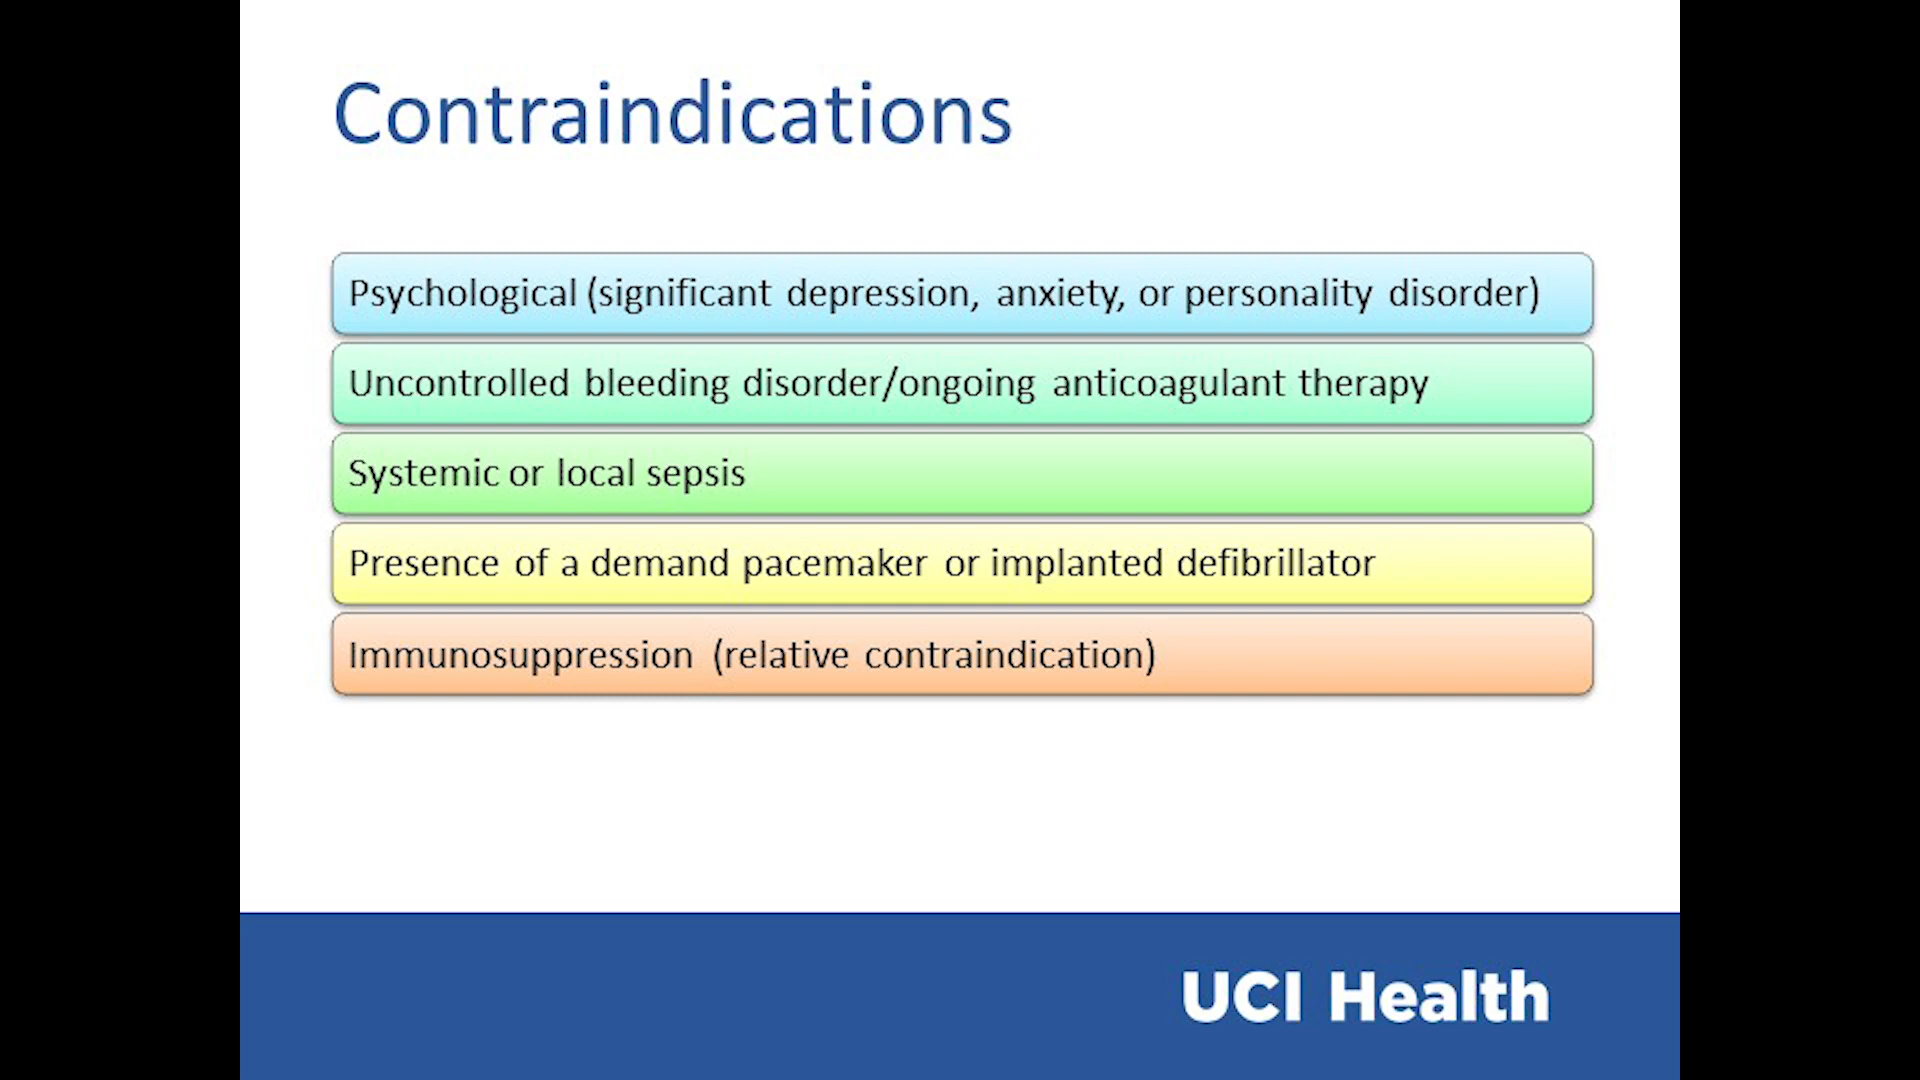 Contraindications
Psychological (significant depression, anxiety, or personality disorder)
Uncontrolled bleeding disorder/ongoing anticoagulant therapy
Systemic or local sepsis
Presence of a demand pacemaker or implanted defibrillator
Immunosuppression (relative contraindication)
UCI Health